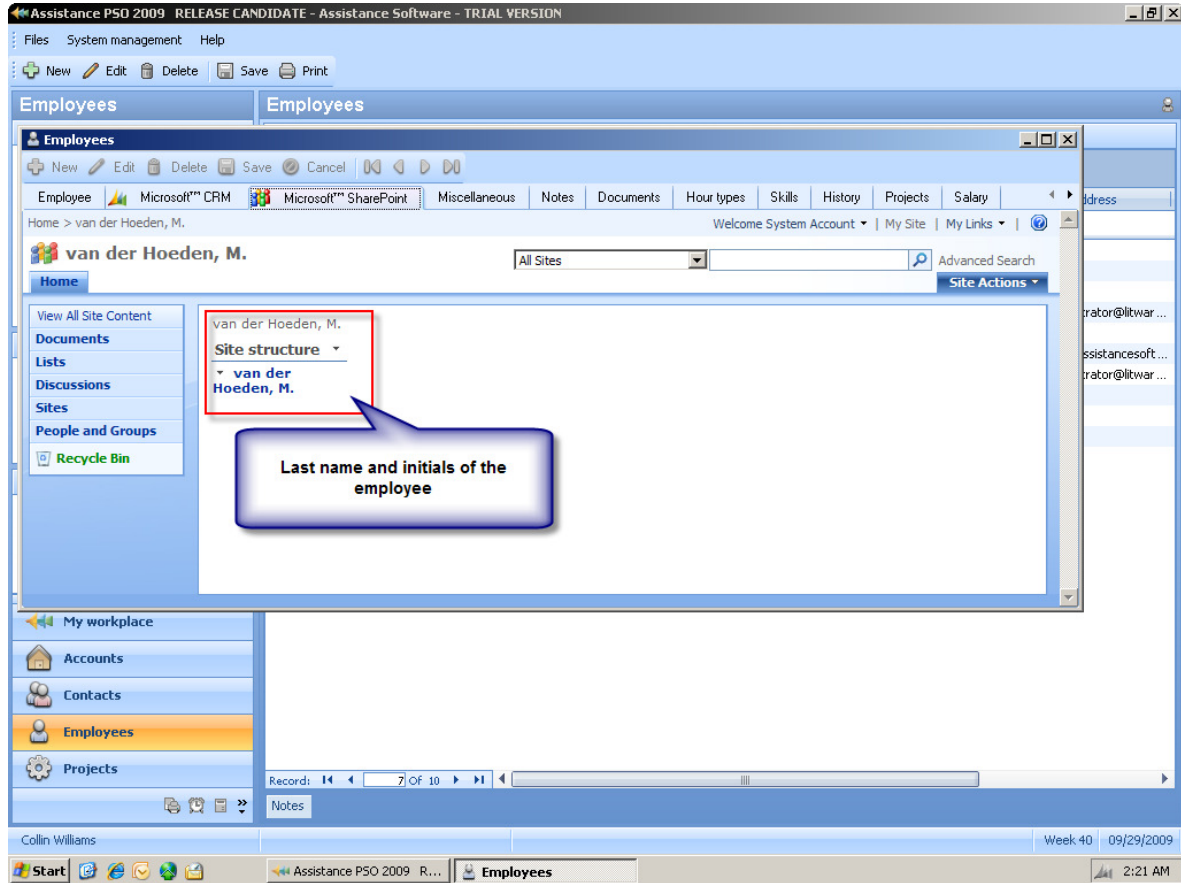 Assistance PSO 2009 RELEASE CANDIDATE - Assistance Software - TRIAL VERSION
Files System management Help
New Edit Delete Save Print
Employees Employees
Employees
New Edit Delete Save Cancel
Employee Microsoft™ CRM Microsoft™ SharePoint Miscellaneous Notes Documents Hour types Skills History Projects Salary
ddress
Home > van der Hoeden, M. Welcome System Account | My Site | My Links |
van der Hoeden, M. All Sites Advanced Search
Home Site Actions
View All Site Content
Documents
Lists
Discussions
Sites
People and Groups
Recycle Bin
van der Hoeden, M.
Site structure
van der
Hoeden, M.
Last name and initials of the
employee
trator@litwar ...
ssistancesoft ...
trator@litwar ...
My workplace
Accounts
Contacts
Employees
Projects
Record: 7 Of 10
Notes
Collin Williams Week 40 09/29/2009
Start Assistance PSO 2009 R... Employees 2:21 AM